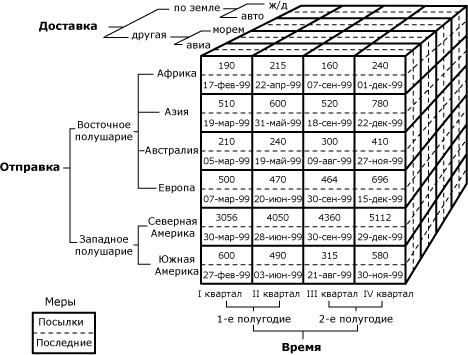 по земле
ж/д
авто
Доставка
другая
морем
авиа
Африка
190 215 160 240
17-фев-99 22-апр-99 07-сен-99 01-дек-99
Азия
510 600 520 780
19-мар-99 31-май-99 18-сен-99 22-дек-99
Восточное
полушарие
Австралия
210 240 300 410
05-мар-99 19-май-99 09-авг-99 27-ноя-99
Отправка
Европа
500 470 464 696
07-мар-99 20-июн-99 30-сен-99 15-дек-99
Северная
Америка
3056 4050 4360 5112
30-мар-99 28-июн-99 30-сен-99 29-дек-99
Западное
полушарие
Южная
Америка
600 490 315 580
27-фев-99 03-июн-99 21-авг-99 30-ноя-99
I квартал II квартал III квартал IV квартал
1-е полугодие 2-е полугодие
Время
Меры
Посылки
Последние